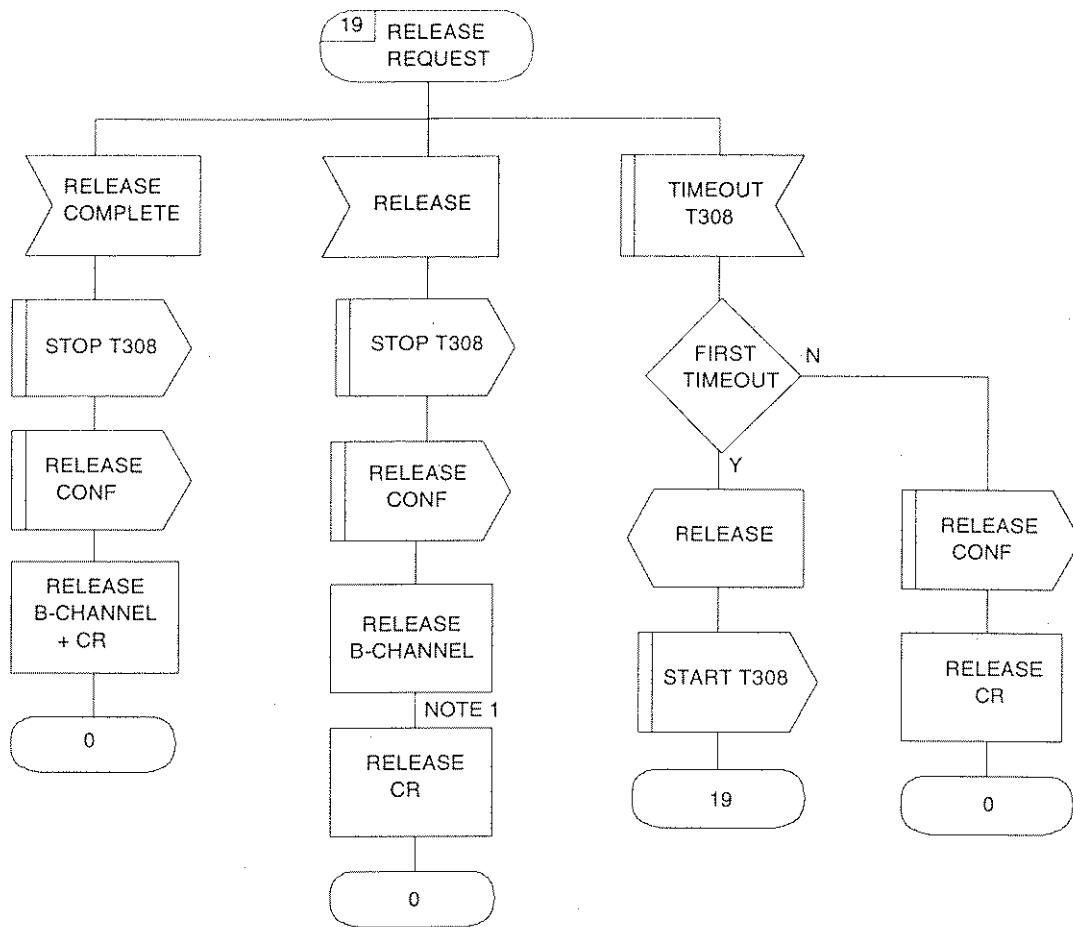 19
RELEASE
REQUEST
RELEASE
COMPLETE
STOP T308
RELEASE
CONF
RELEASE
B-CHANNEL
+ CR
0
RELEASE
STOP T308
RELEASE
CONF
RELEASE
B-CHANNEL
NOTE 1
RELEASE
CR
0
TIMEOUT
T308
FIRST
TIMEOUT
N
Y
RELEASE
START T308
19
RELEASE
CONF
RELEASE
CR
0